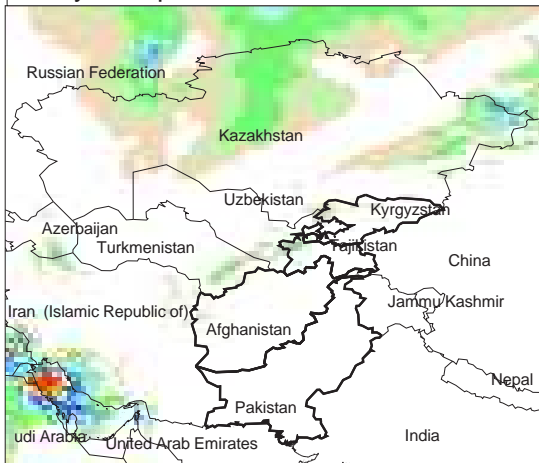 Russian Federation
Kazakhstan
Uzbekistan
Kyrgyzstan
Azerbaijan
Turkmenistan
Tajikistan
China
Iran (Islamic Republic of)
Jammu/Kashmir
Afghanistan
Nepal
Pakistan
udi Arabia
United Arab Emirates
India